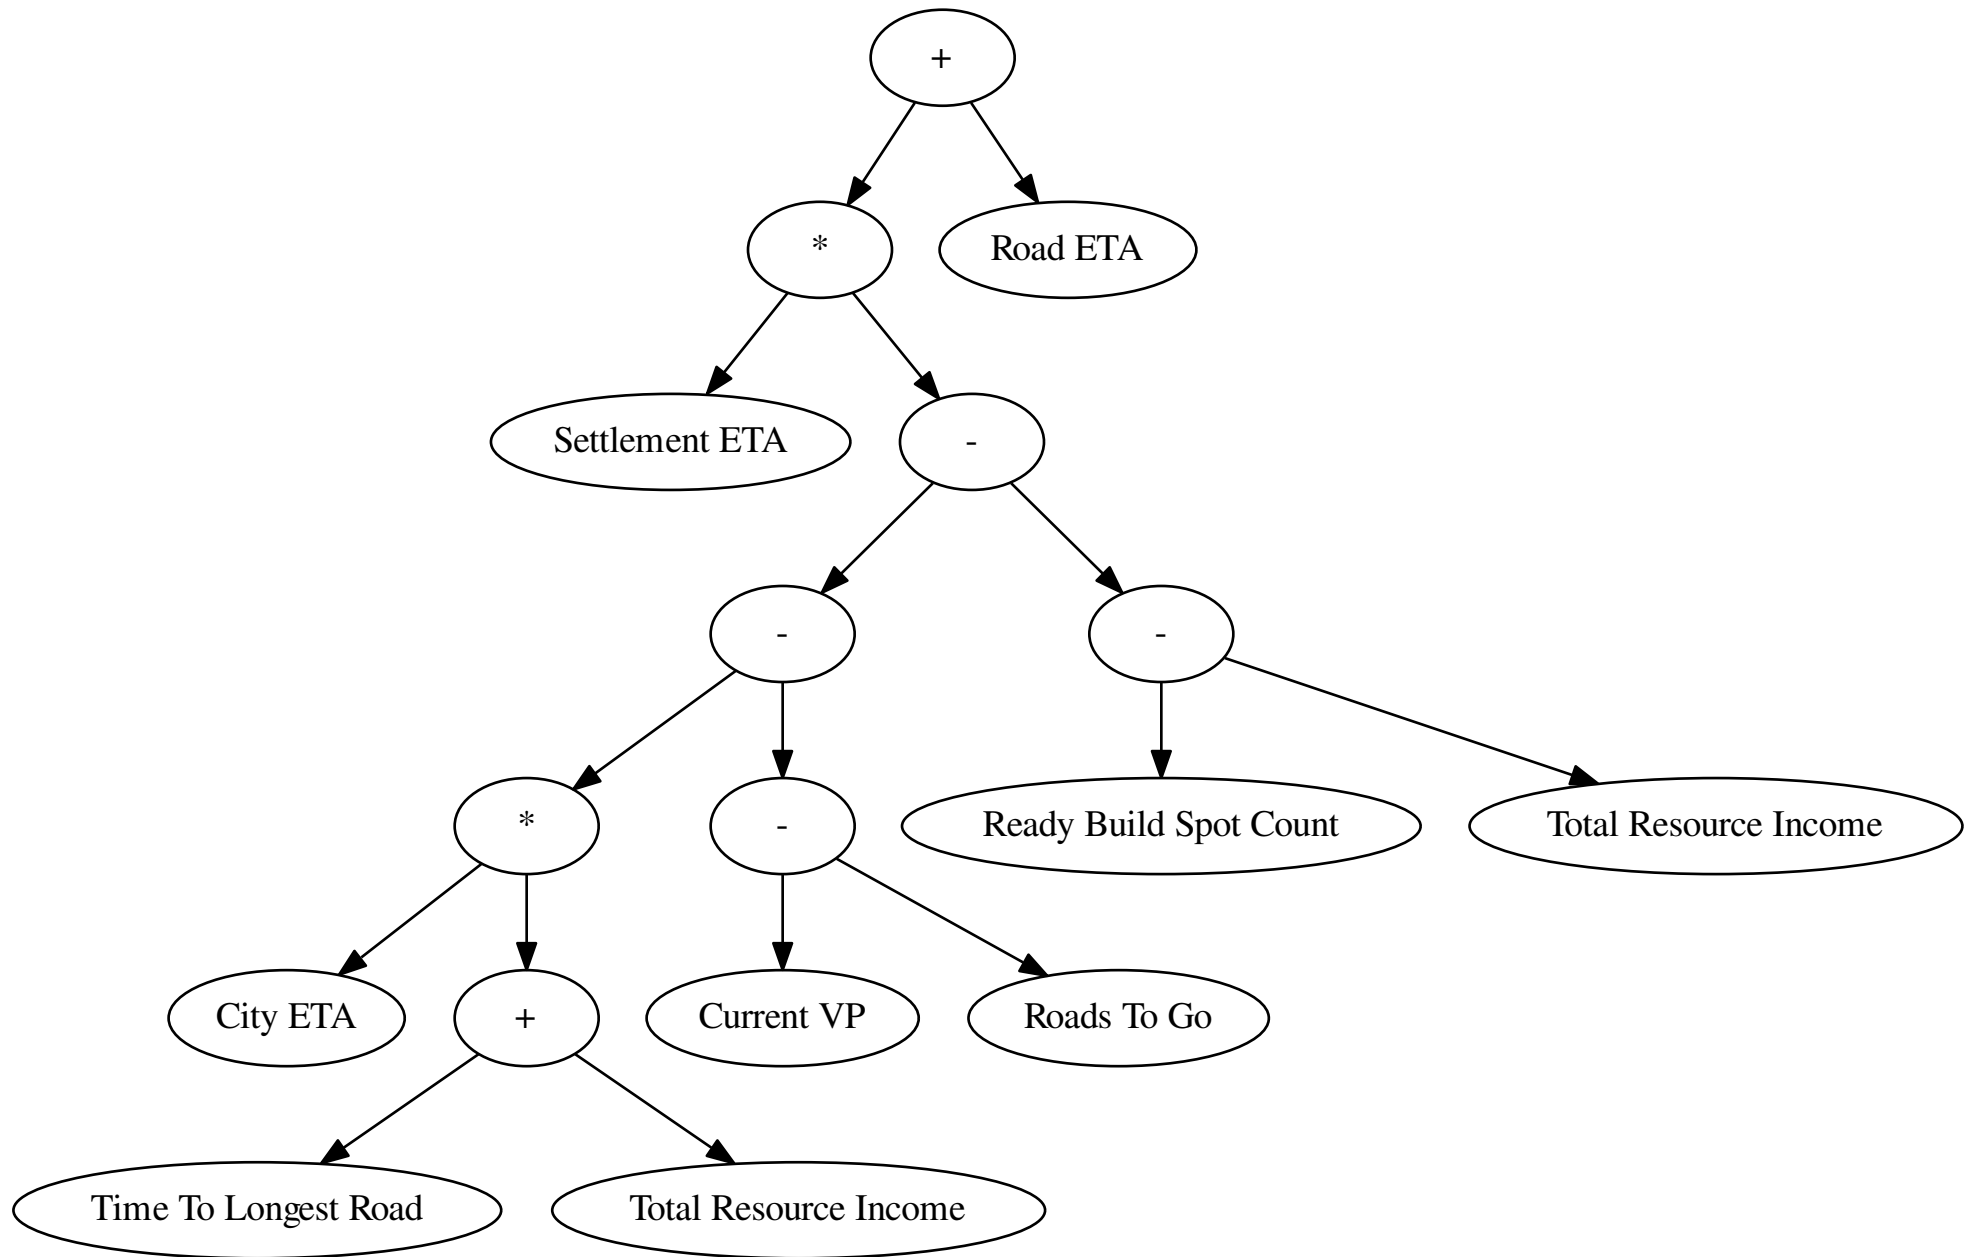 +
*
Road ETA
Settlement ETA
-
-
-
*
-
Ready Build Spot Count
Total Resource Income
City ETA
+
Current VP
Roads To Go
Time To Longest Road
Total Resource Income